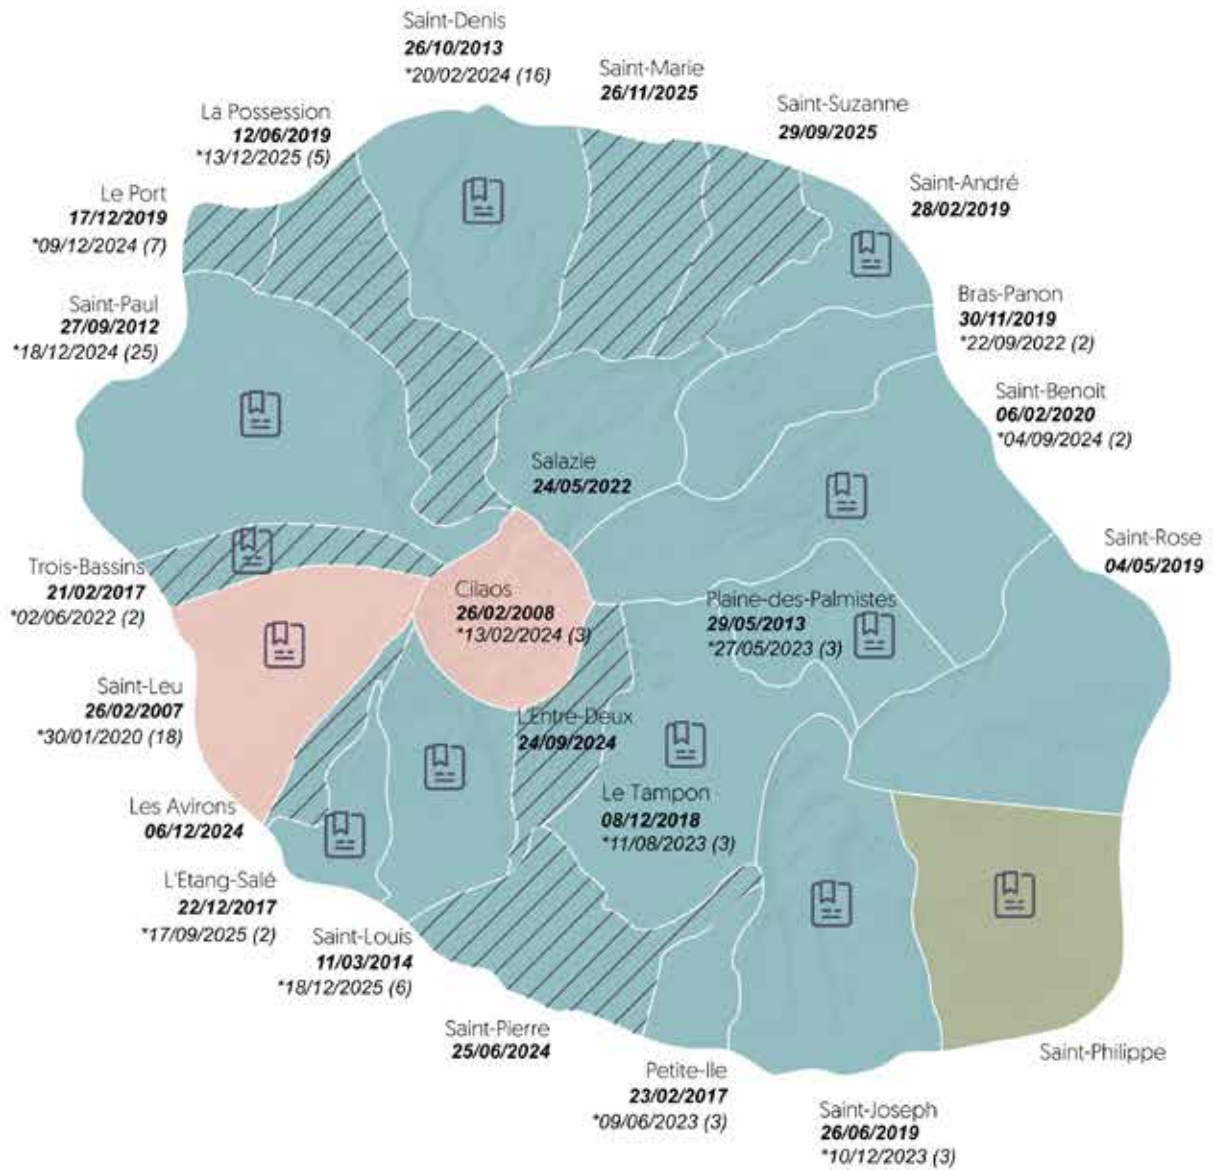 Saint-Denis
26/10/2013
*20/02/2024 (16)
Saint-Marie
26/11/2025
Saint-Suzanne
29/09/2025
La Possession
12/06/2019
*13/12/2025 (5)
Le Port
17/12/2019
*09/12/2024 (7)
Saint-André
28/02/2019
Saint-Paul
27/09/2012
*18/12/2024 (25)
Bras-Panon
30/11/2019
*22/09/2022 (2)
Saint-Benoit
06/02/2020
*04/09/2024 (2)
Salazie
24/05/2022
Saint-Rose
04/05/2019
Trois-Bassins
21/02/2017
*02/06/2022 (2)
Cilaos
26/02/2008
*13/02/2024 (3)
Plaine-des-Palmistes
29/05/2013
*27/05/2023 (3)
Saint-Leu
26/02/2007
*30/01/2020 (18)
L'Entre-Deux
24/09/2024
Les Avirons
06/12/2024
Le Tampon
08/12/2018
*11/08/2023 (3)
L'Etang-Salé
22/12/2017
*17/09/2025 (2)
Saint-Louis
11/03/2014
*18/12/2025 (6)
Saint-Pierre
25/06/2024
Saint-Philippe
Petite-Ile
23/02/2017
*09/06/2023 (3)
Saint-Joseph
26/06/2019
*10/12/2023 (3)